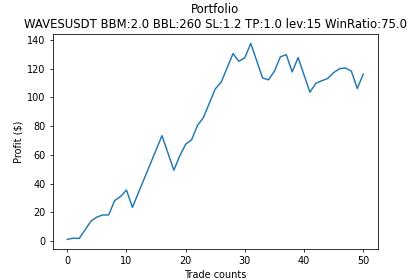 Portfolio
WAVESUSDT BBM:2.0 BBL:260 SL:1.2 TP:1.0 lev:15 WinRatio:75.0
140
120
100
80
60
40
20
0
Profit ($)
0 10 20 30 40 50
Trade counts